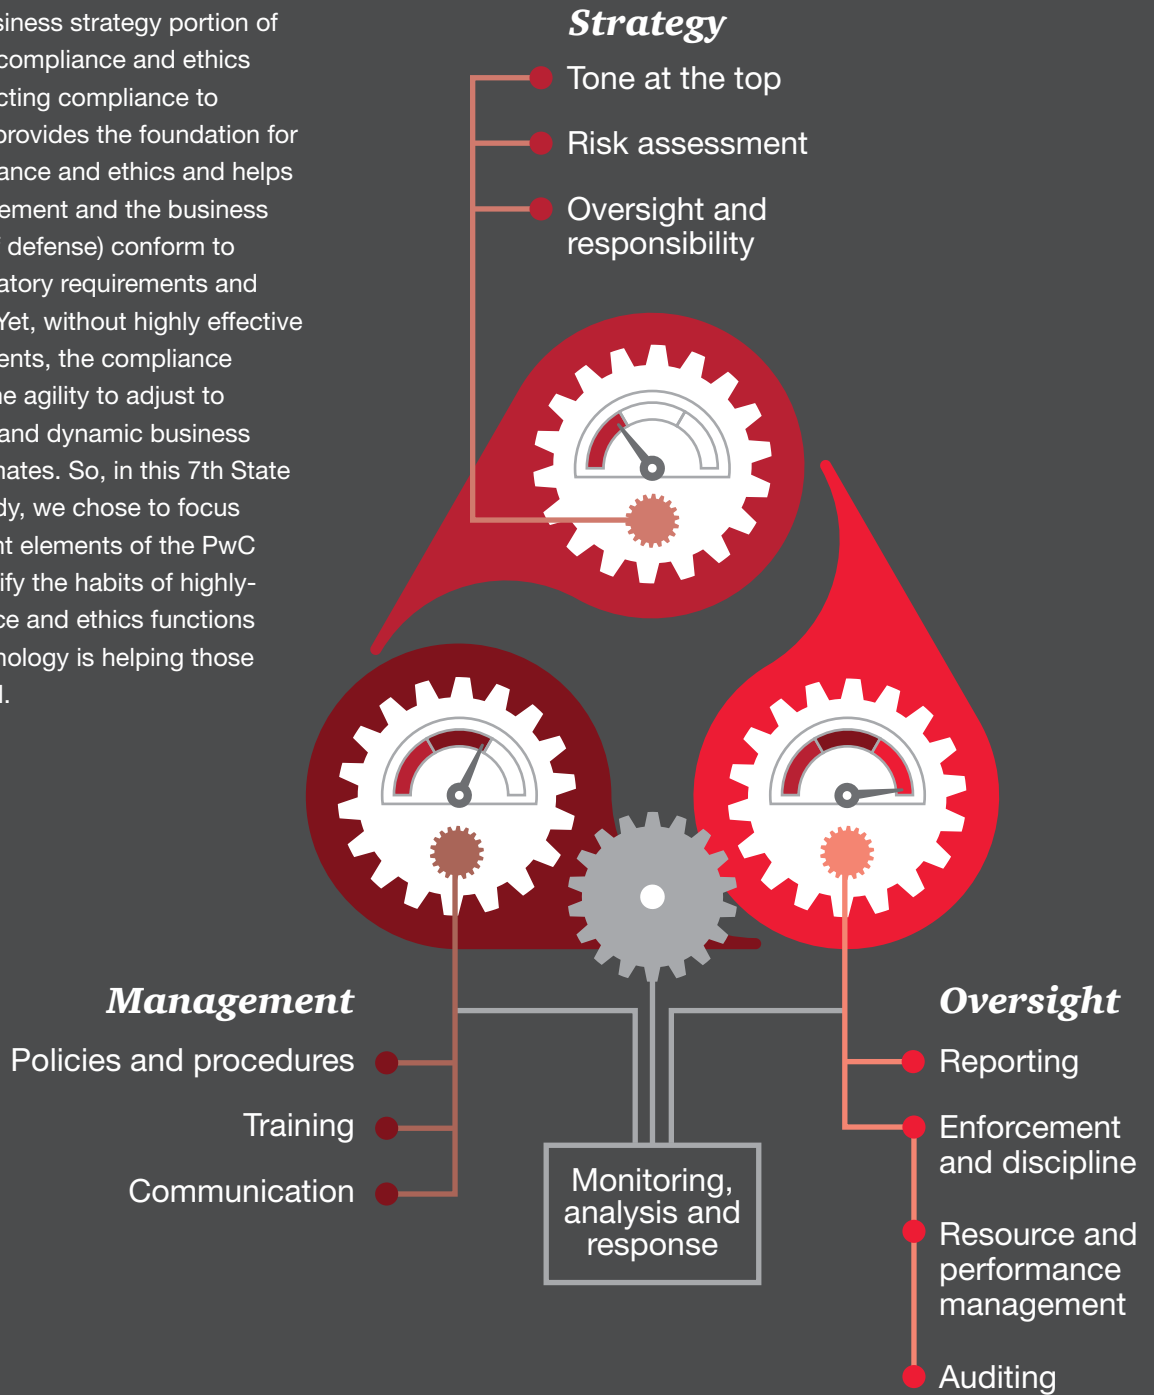 siness strategy portion of
compliance and ethics
cting compliance to
provides the foundation for
ance and ethics and helps
ement and the business
defense) conform to
atory requirements and
Yet, without highly effective
ents, the compliance
ne agility to adjust to
and dynamic business
nates. So, in this 7th State
dy, we chose to focus
nt elements of the PwC
ify the habits of highly-
ce and ethics functions
nology is helping those
l.
Strategy
Tone at the top
Risk assessment
Oversight and
responsibility
Management
Policies and procedures
Training
Communication
Monitoring,
analysis and
response
Oversight
Reporting
Enforcement
and discipline
Resource and
performance
management
Auditing